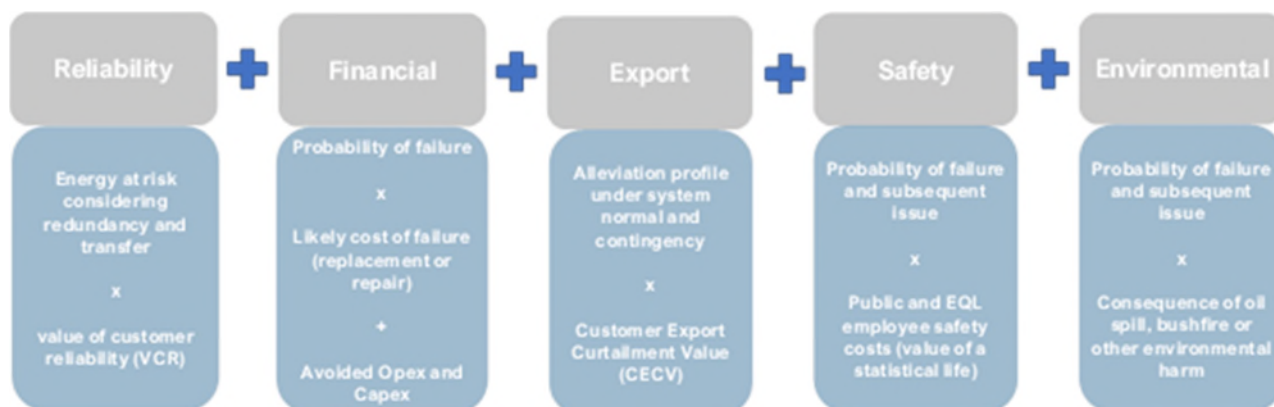 Reliability
Financial
Export
Safety
Environmental
Energy at risk
considering
redundancy and
transfer
x
value of customer
reliability (VCR)
Probability of failure
x
Likely cost of failure
(replacement or
repair)
+
Avoided Opex and
Capex
Alleviation profile
under system
normal and
contingency
x
Customer Export
Curtailment Value
(CECV)
Probability of failure
and subsequent
issue
x
Public and EQL
employee safety
costs (value of a
statistical life)
Probability of failure
and subsequent
issue
x
Consequence of oil
spill, bushfire or
other environmental
harm